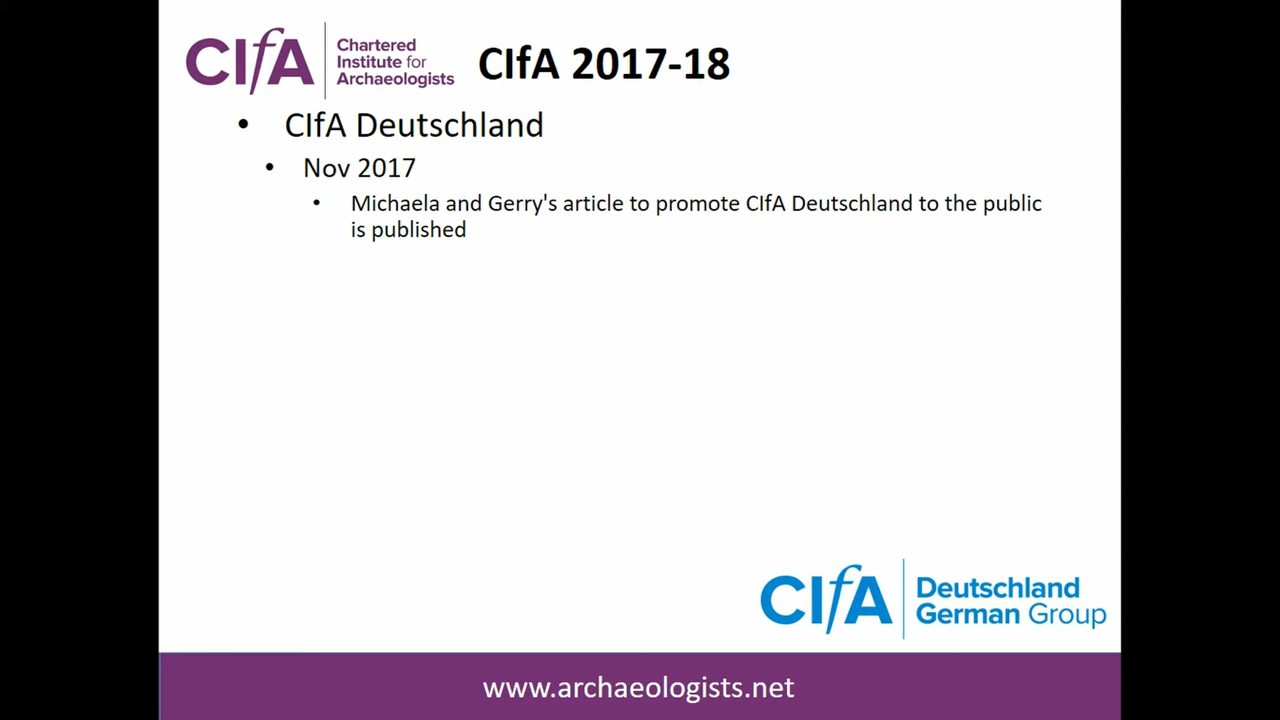 CIfA
Chartered
Institute for
Archaeologists
CIfA 2017-18
• CIfA Deutschland
• Nov 2017
• Michaela and Gerry's article to promote CIfA Deutschland to the public
is published
CIfA
Deutschland
German Group
www.archaeologists.net